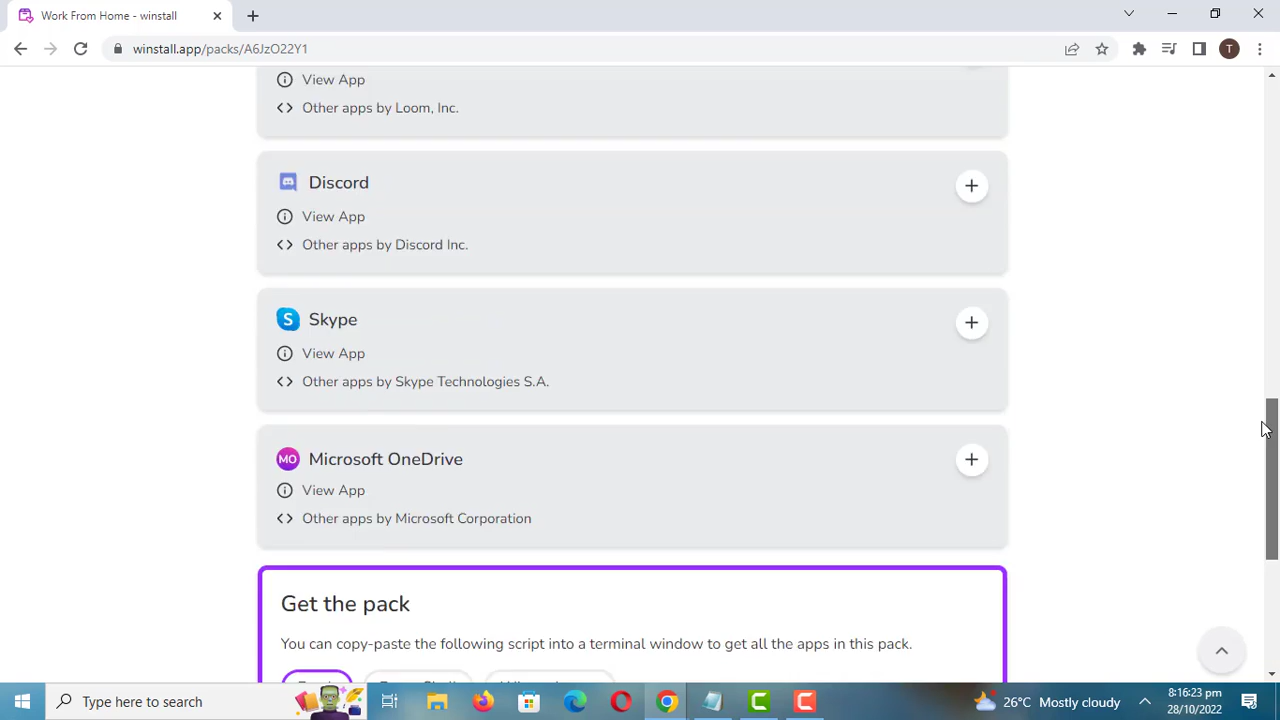 Work From Home - winstall
winstall.app/packs/A6JzO22Y1
T
View App
Other apps by Loom, Inc.
Discord
View App
Other apps by Discord Inc.
S
Skype
View App
Other apps by Skype Technologies S.A.
MO
Microsoft OneDrive
View App
Other apps by Microsoft Corporation
Get the pack
You can copy-paste the following script into a terminal window to get all the apps in this pack.
Type here to search
26°C Mostly cloudy
8:16:23 pm
28/10/2022